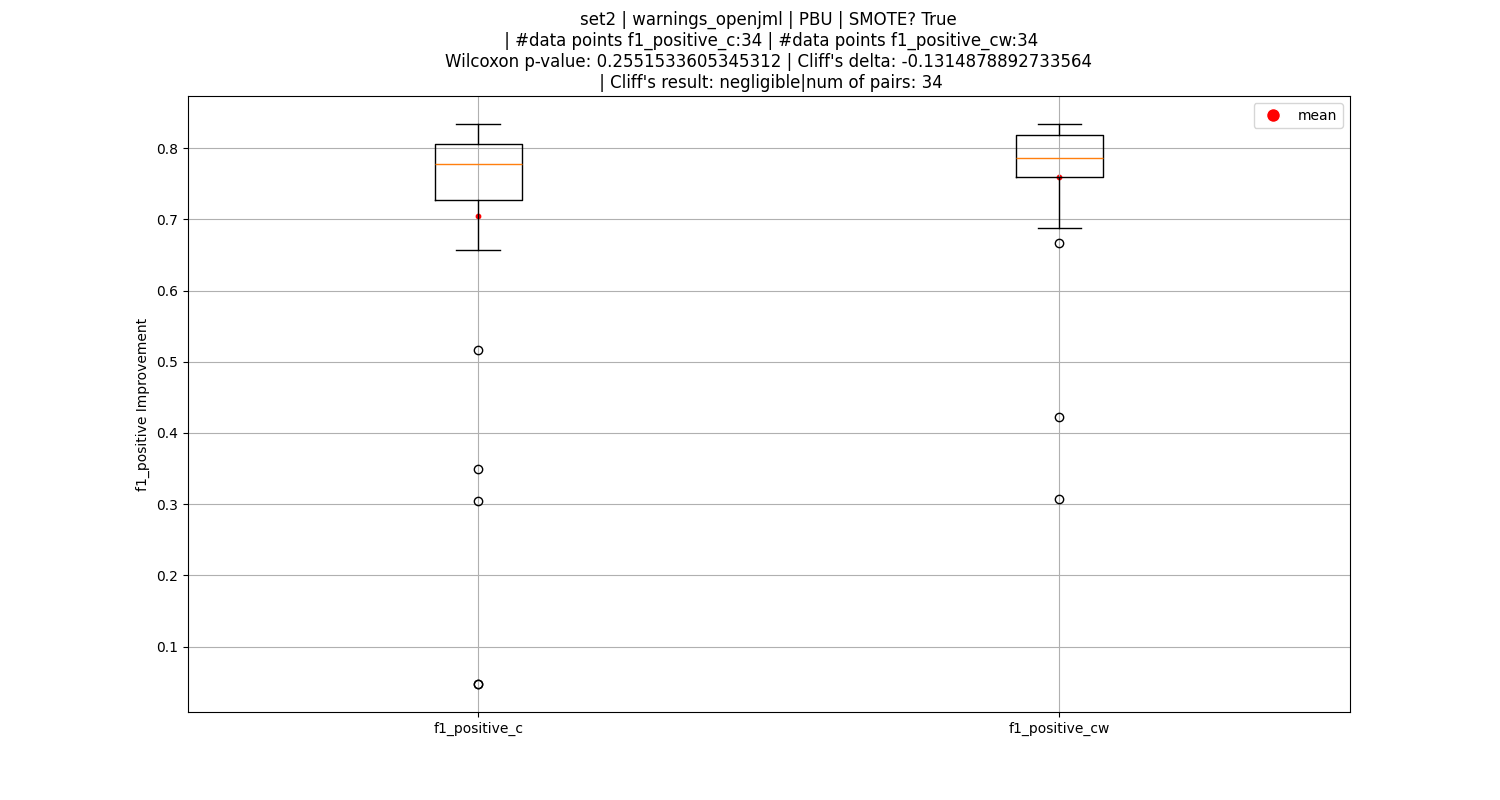 set2 | warnings_openjml | PBU | SMOTE? True
| #data points f1_positive_c:34 | #data points f1_positive_cw:34
Wilcoxon p-value: 0.2551533605345312 | Cliff's delta: -0.1314878892733564
| Cliff's result: negligible|num of pairs: 34
mean
0.8
0.7
0.6
0.5
0.4
0.3
0.2
0.1
f1_positive Improvement
f1_positive_c
f1_positive_cw